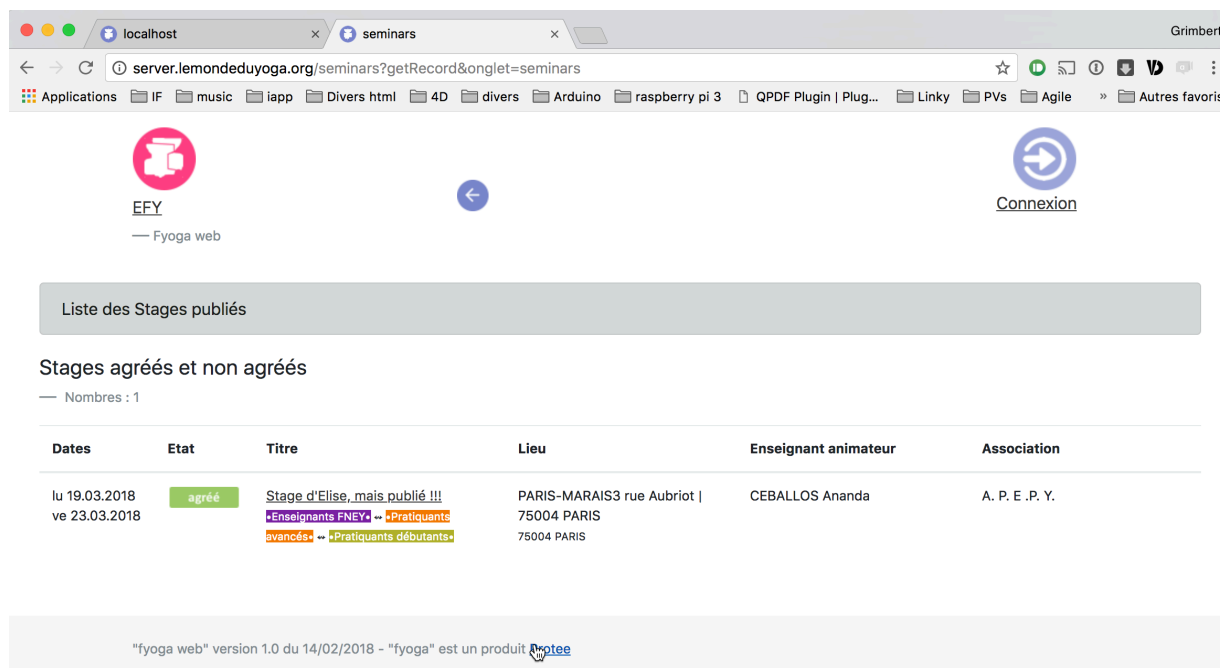 localhost
seminars
Grimbert
server.lemondeduyoga.org/seminars?getRecord&onglet=seminars
Applications IF music iapp Divers html 4D divers Arduino raspberry pi 3 QPDF Plugin | Plug... Linky PVs Agile » Autres favoris
EFY
Connexion
— Fyoga web
Liste des Stages publiés
Stages agréés et non agréés
— Nombres : 1
Dates Etat Titre Lieu Enseignant animateur Association
lu 19.03.2018 agréé Stage d'Elise, mais publié !!! PARIS-MARAIS3 rue Aubriot | CEBALLOS Ananda A. P. E .P. Y.
ve 23.03.2018 •Enseignants FNEY• ↭ •Pratiquants 75004 PARIS
avancés• ↭ •Pratiquants débutants• 75004 PARIS
"fyoga web" version 1.0 du 14/02/2018 - "fyoga" est un produit Protee